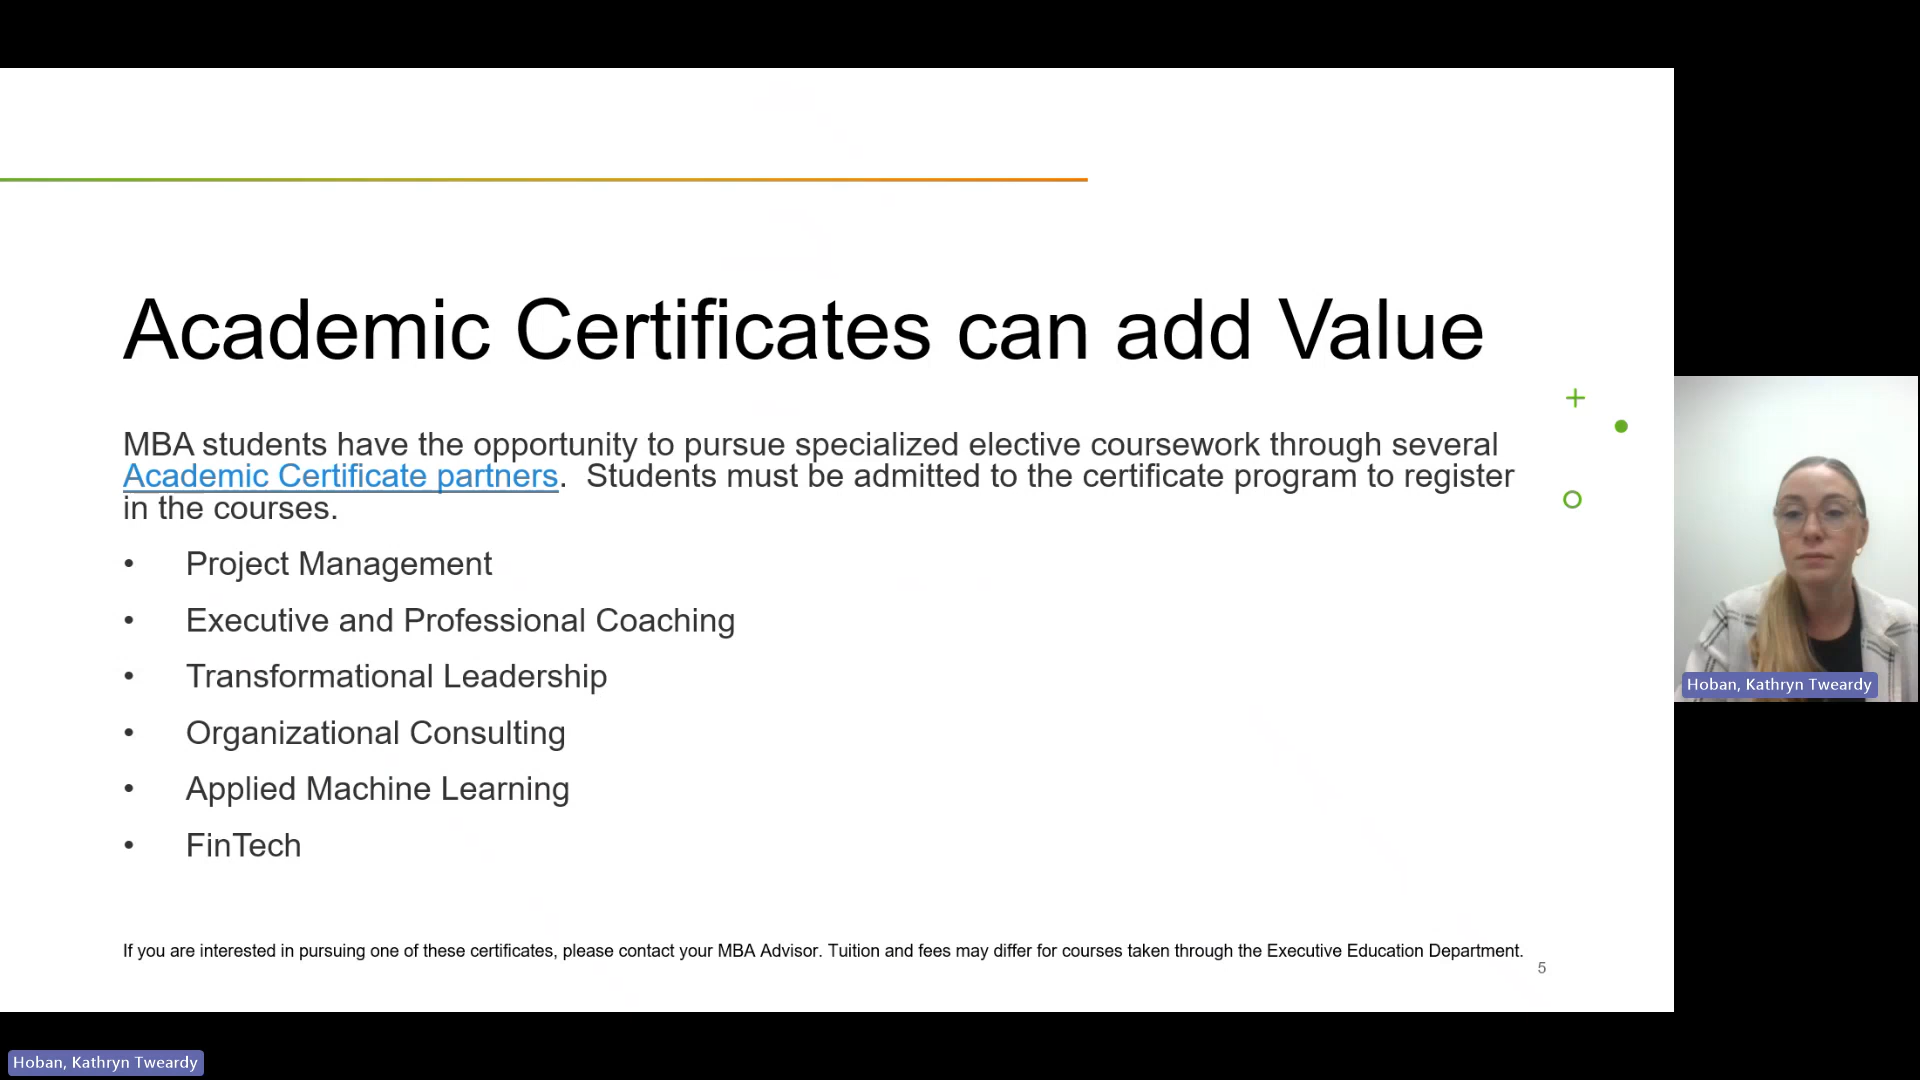 Academic Certificates can add Value
MBA students have the opportunity to pursue specialized elective coursework through several
Academic Certificate partners.  Students must be admitted to the certificate program to register
in the courses.
• Project Management
• Executive and Professional Coaching
• Transformational Leadership
• Organizational Consulting
• Applied Machine Learning
• FinTech
If you are interested in pursuing one of these certificates, please contact your MBA Advisor. Tuition and fees may differ for courses taken through the Executive Education Department.
5
Hoban, Kathryn Tweardy
Hoban, Kathryn Tweardy